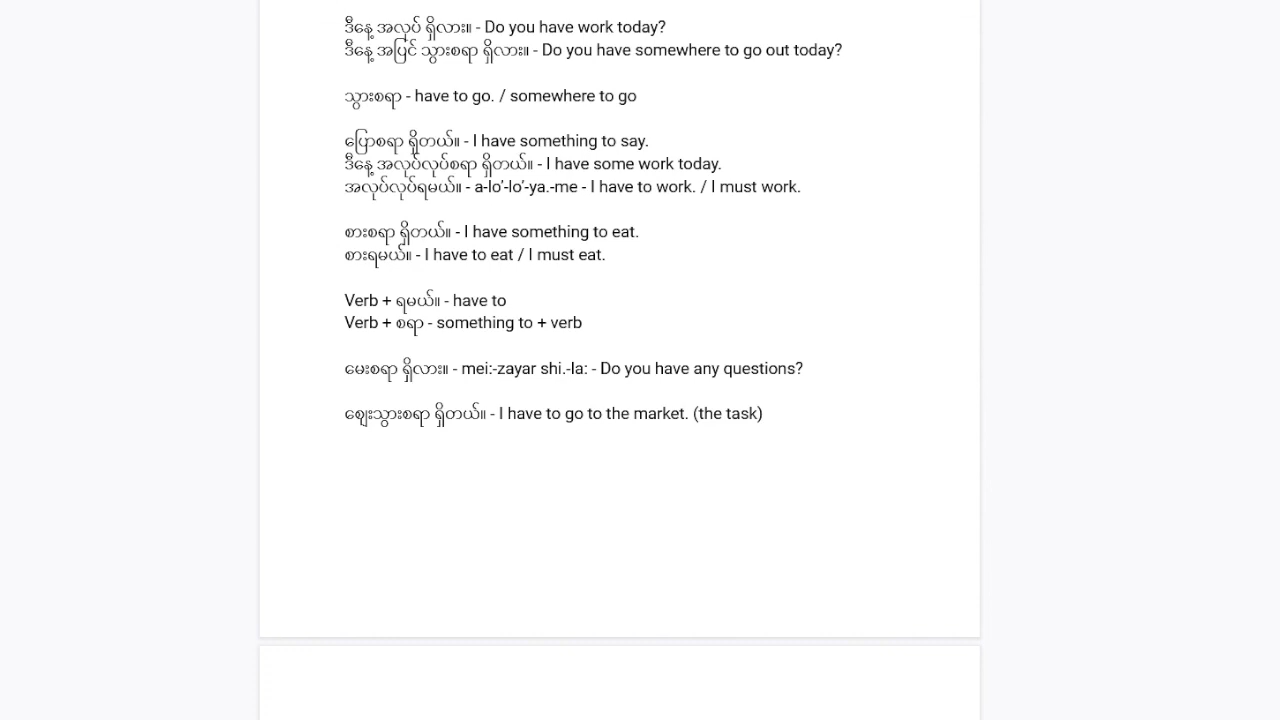 ဒီနေ့ အလုပ် ရှိလား။ - Do you have work today?
ဒီနေ့ အပြင် သွားစရာ ရှိလား။ - Do you have somewhere to go out today?
သွားစရာ - have to go. / somewhere to go
ပြောစရာ ရှိတယ်။ - I have something to say.
ဒီနေ့ အလုပ်လုပ်စရာ ရှိတယ်။ - I have some work today.
အလုပ်လုပ်ရမယ်။ - a-lo’-lo’-ya.-me - I have to work. / I must work.
စားစရာ ရှိတယ်။ - I have something to eat.
စားရမယ်။ - I have to eat / I must eat.
Verb + ရမယ်။ - have to
Verb + စရာ - something to + verb
မေးစရာ ရှိလား။ - mei:-zayar shi.-la: - Do you have any questions?
ဈေးသွားစရာ ရှိတယ်။ - I have to go to the market. (the task)